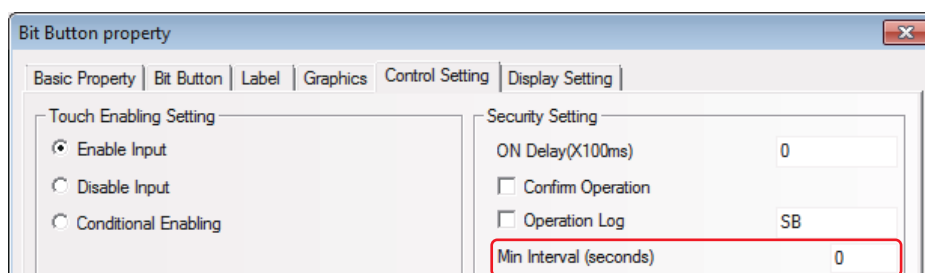 Bit Button property
Basic Property Bit Button Label Graphics Control Setting Display Setting
Touch Enabling Setting
Enable Input
Disable Input
Conditional Enabling
Security Setting
ON Delay(X100ms) 0
Confirm Operation
Operation Log SB
Min Interval (seconds) 0